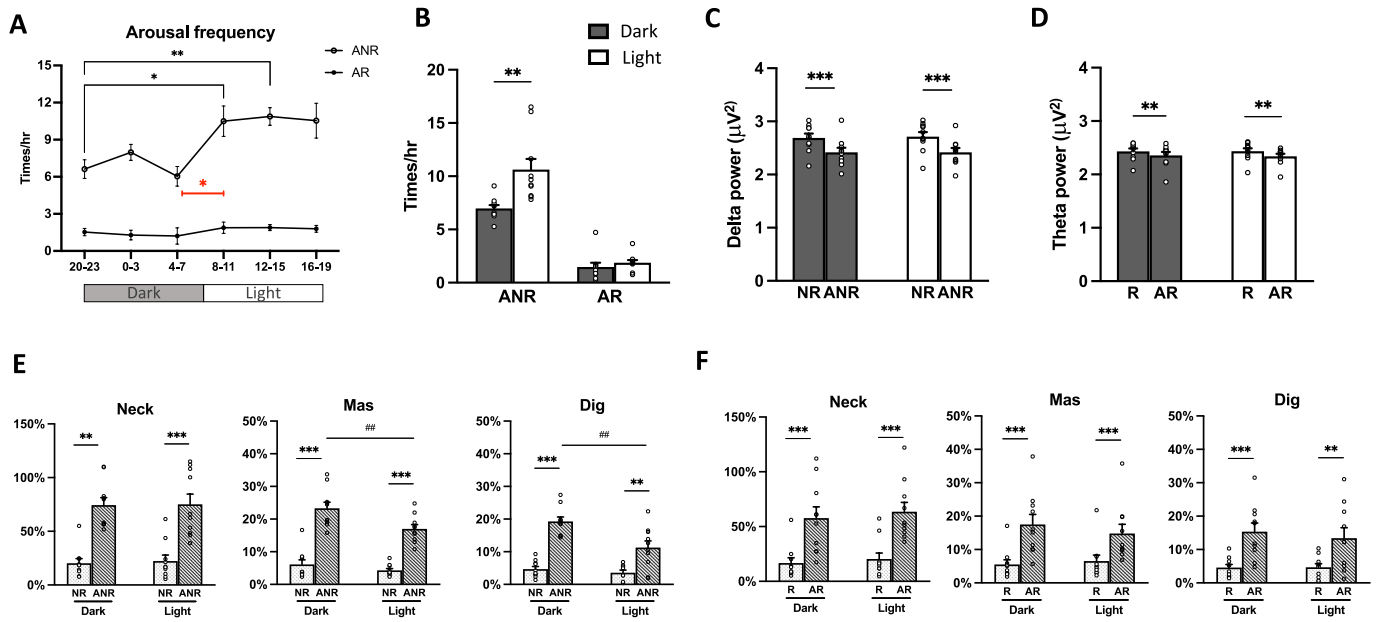 A
Arousal frequency
ANR
AR
Times/hr
15
12
9
6
3
0
**
*
*
20-23 0-3 4-7 8-11 12-15 16-19
Dark Light
B
Dark
Light
Times/hr
20
15
10
5
0
**
ANR AR
C
Delta power (μV²)
4
3
2
1
0
*** ***
NR ANR NR ANR
D
Theta power (μV²)
4
3
2
1
0
** **
R AR R AR
E
Neck
150%
100%
50%
0%
** ***
NR ANR NR ANR
Dark Light
Mas
50%
40%
30%
20%
10%
0%
##
*** ***
NR ANR NR ANR
Dark Light
Dig
50%
40%
30%
20%
10%
0%
##
*** **
NR ANR NR ANR
Dark Light
F
Neck
150%
100%
50%
0%
*** ***
R AR R AR
Dark Light
Mas
50%
40%
30%
20%
10%
0%
*** ***
R AR R AR
Dark Light
Dig
50%
40%
30%
20%
10%
0%
*** **
R AR R AR
Dark Light